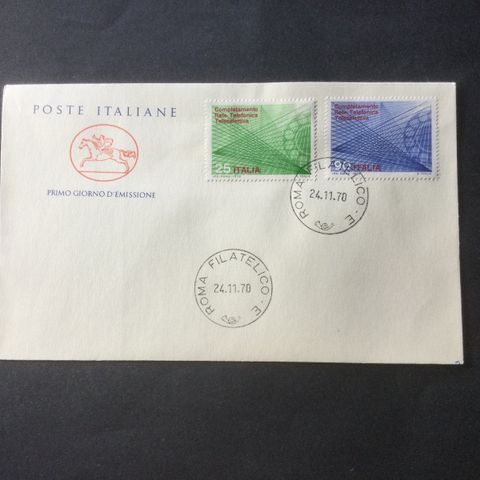 POSTE ITALIANE
PRIMO GIORNO D'EMISSIONE
Completamento
Rete Telefonica
Teleselettiva
25 ITALIA
Completamento
Rete Telefonica
Teleselettiva
90 ITALIA
ROMA FILATELICO - E
24.11.70
ROMA FILATELICO - E
24.11.70